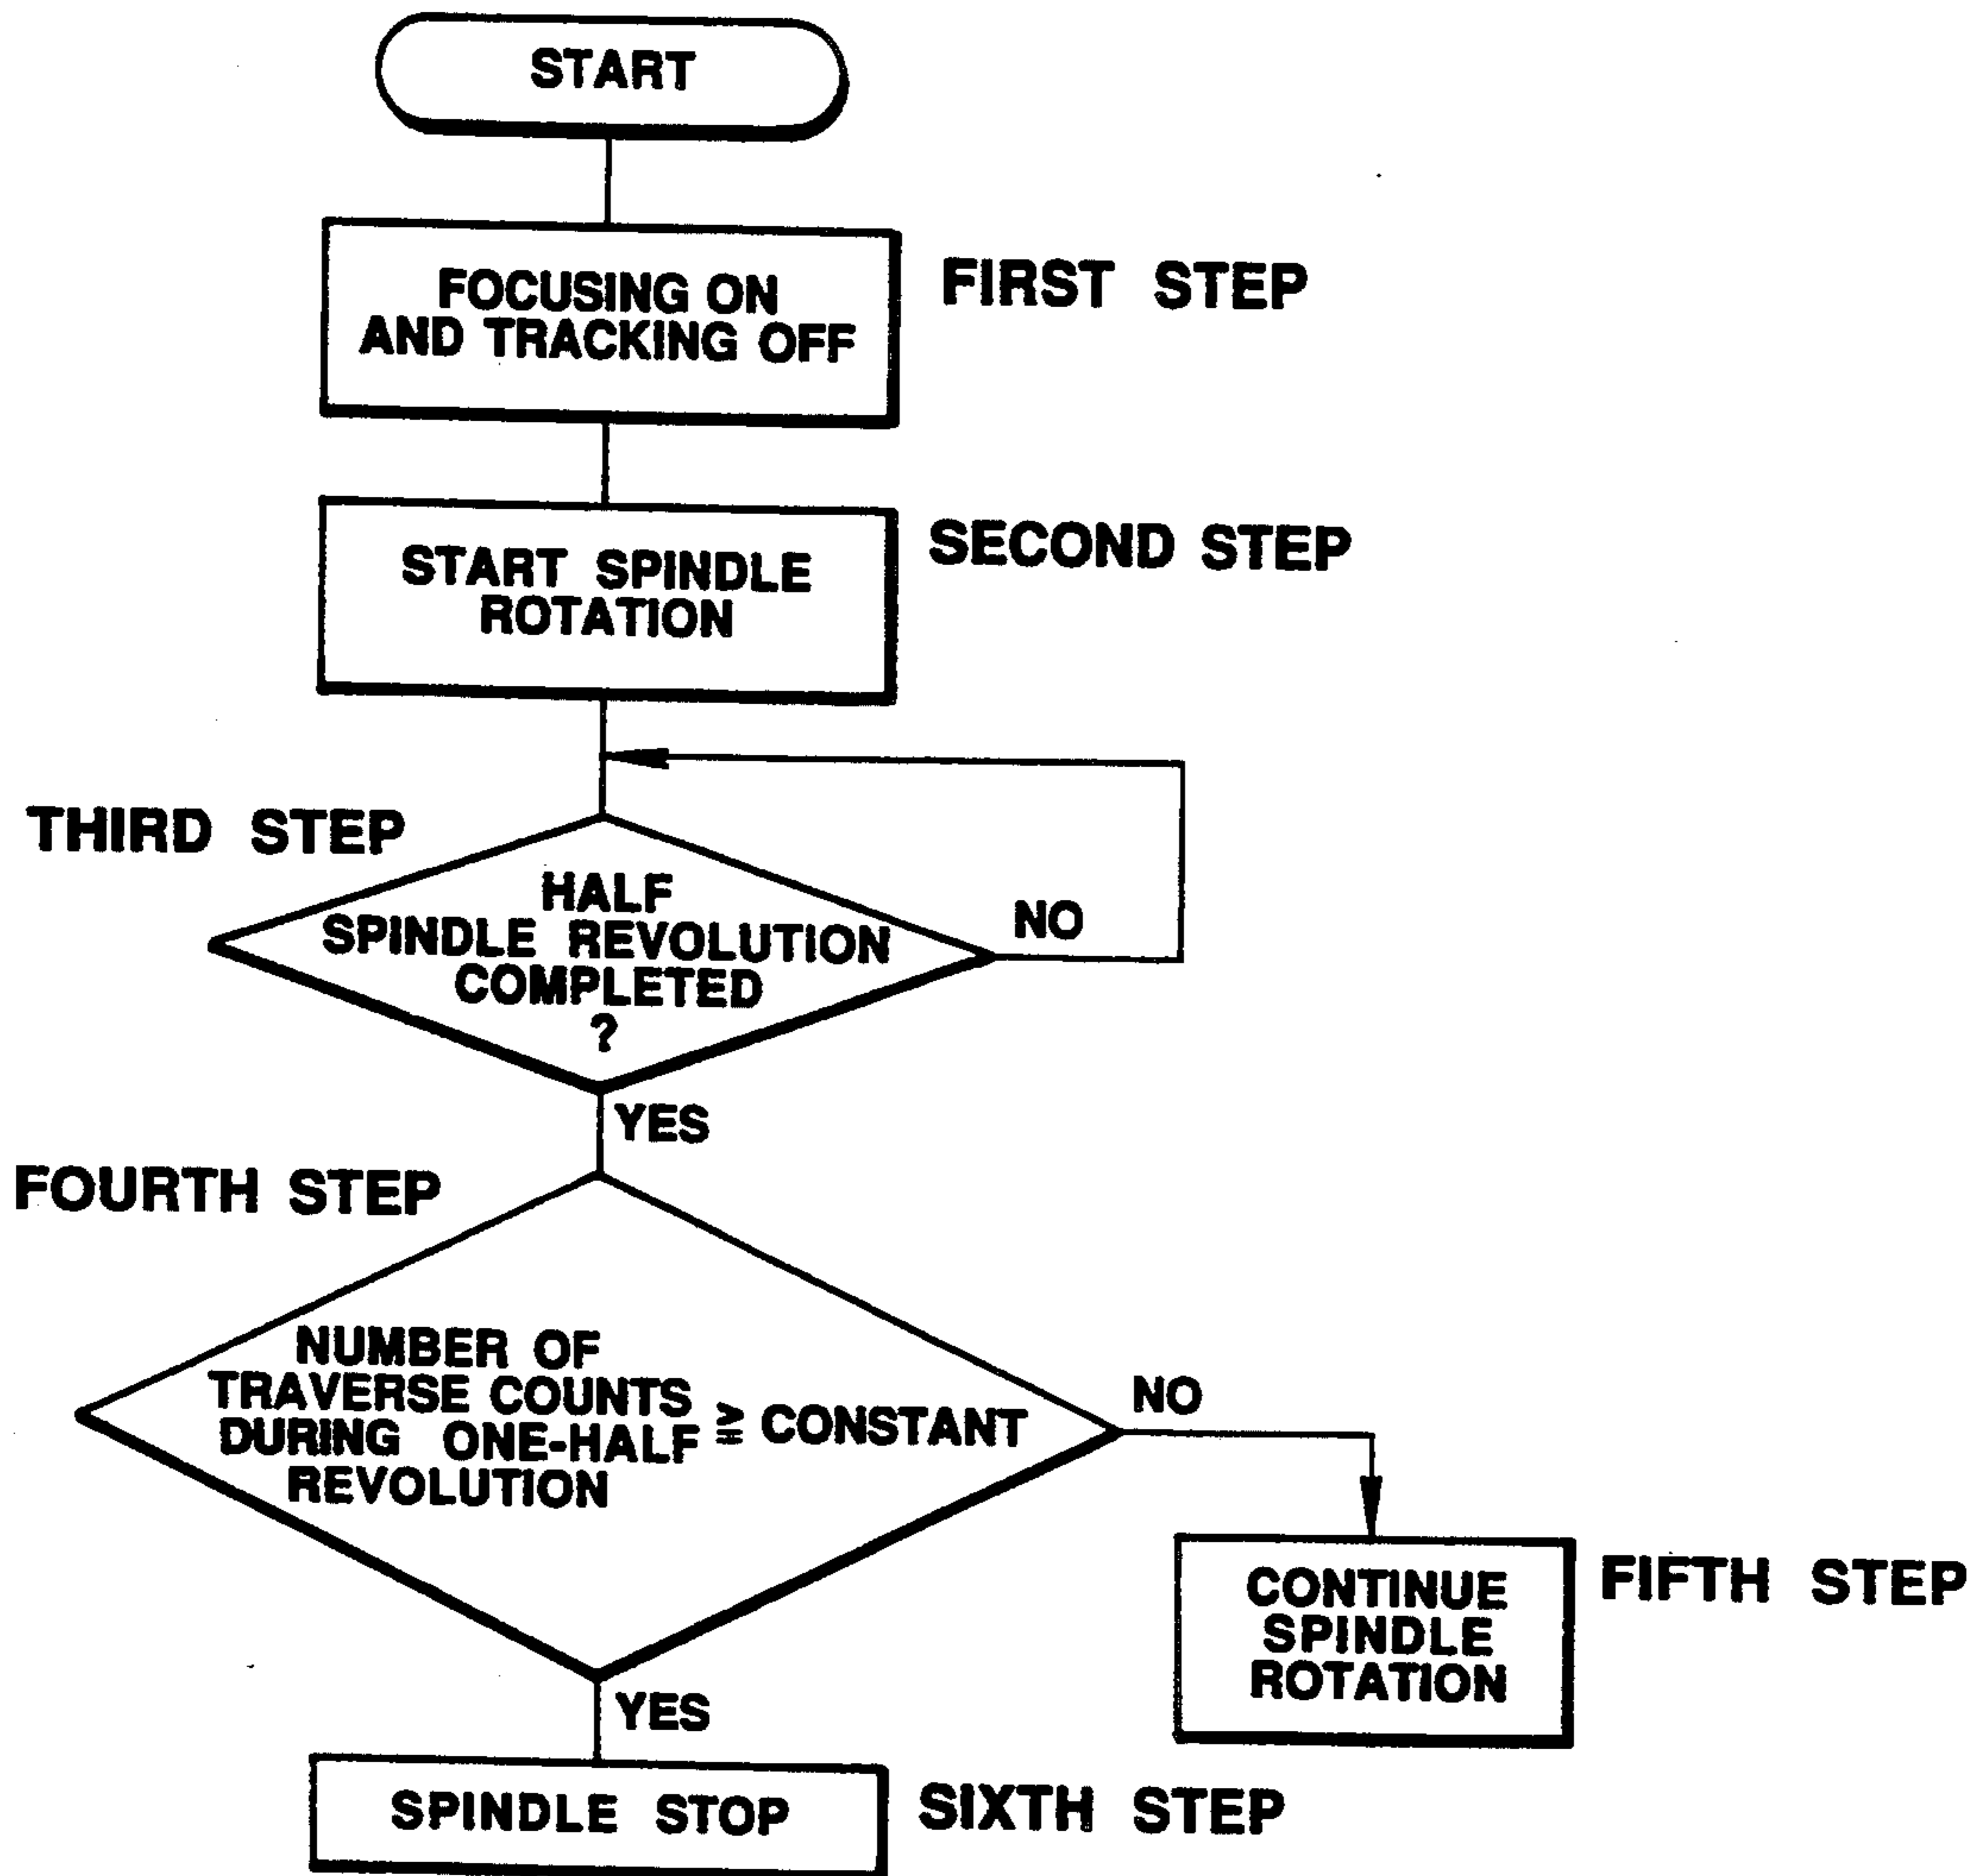 START
FOCUSING ON
AND TRACKING OFF
FIRST STEP
START SPINDLE
ROTATION
SECOND STEP
THIRD STEP
HALF
SPINDLE REVOLUTION
COMPLETED
?
NO
YES
FOURTH STEP
NUMBER OF
TRAVERSE COUNTS
DURING ONE-HALF
REVOLUTION
≧ CONSTANT
NO
CONTINUE
SPINDLE
ROTATION
FIFTH STEP
YES
SPINDLE STOP
SIXTH STEP